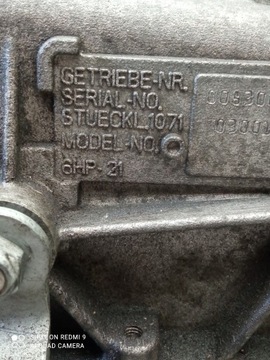 GETRIEBE-NR.
SERIAL-NO.
STUECKL.1071
MODEL-NO.
6HP-21
SHOT ON REDMI 9
AI QUAD CAMERA